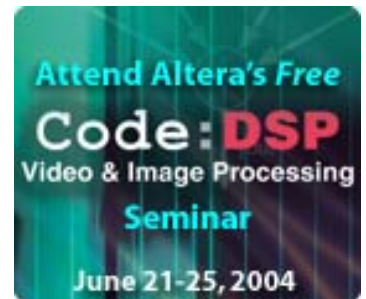 Attend Altera's Free
Code:DSP
Video & Image Processing
Seminar
June 21-25, 2004